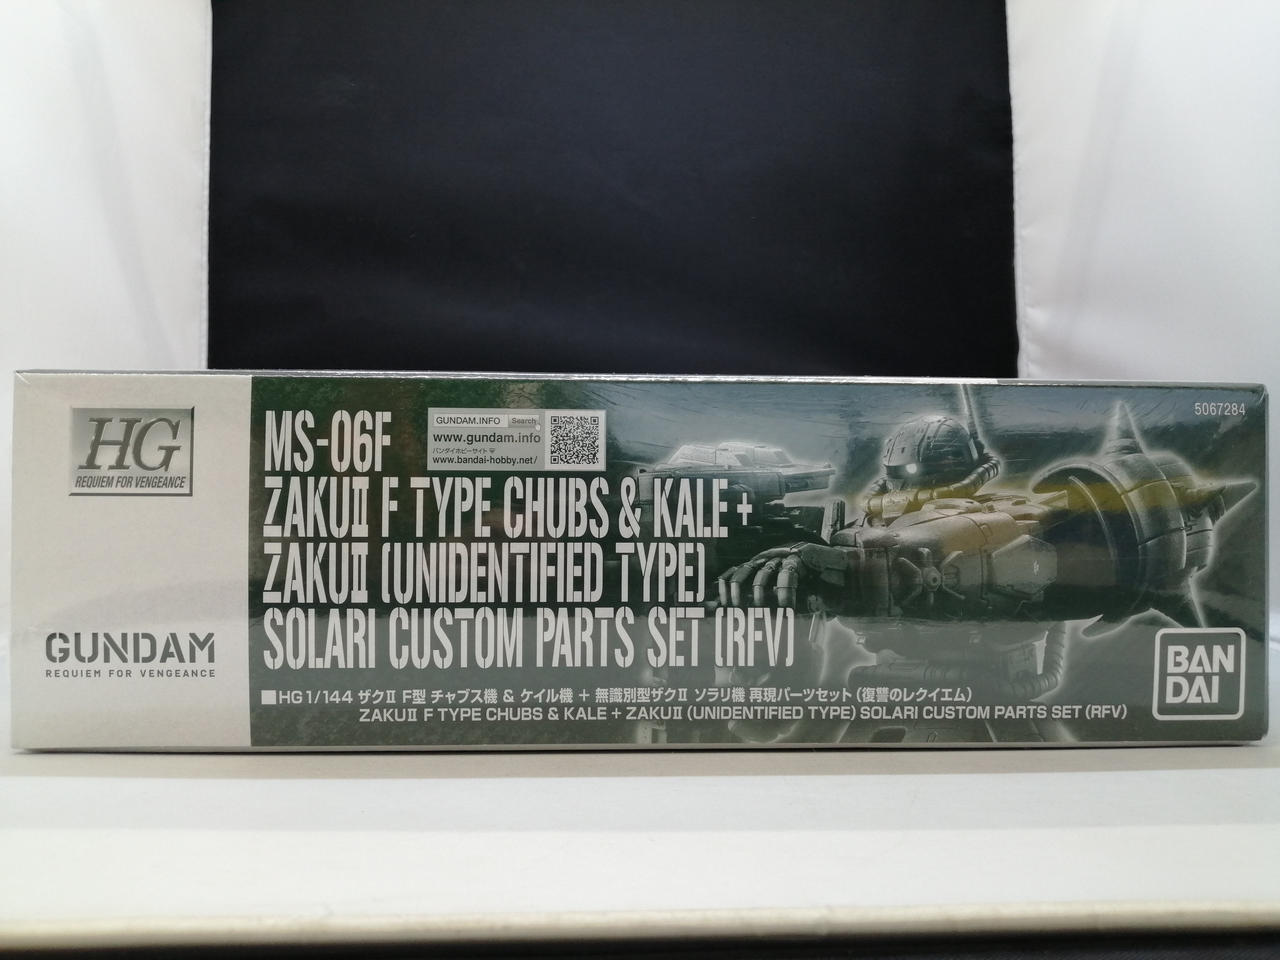 HG
REQUIEM FOR VENGEANCE
GUNDAM
REQUIEM FOR VENGEANCE
MS-06F
ZAKUⅡ F TYPE CHUBS & KALE+
ZAKUⅡ (UNIDENTIFIED TYPE)
SOLARI CUSTOM PARTS SET (RFV)
GUNDAM.INFO Search
www.gundam.info
バンダイホビーサイト
www.bandai-hobby.net/
5067284
■HG 1/144 ザクⅡ F型 チャブス機 & ケイル機 + 無識別型ザクⅡ ソラリ機 再現パーツセット(復讐のレクイエム)
ZAKUⅡ F TYPE CHUBS & KALE + ZAKUⅡ (UNIDENTIFIED TYPE) SOLARI CUSTOM PARTS SET (RFV)
BAN
DAI